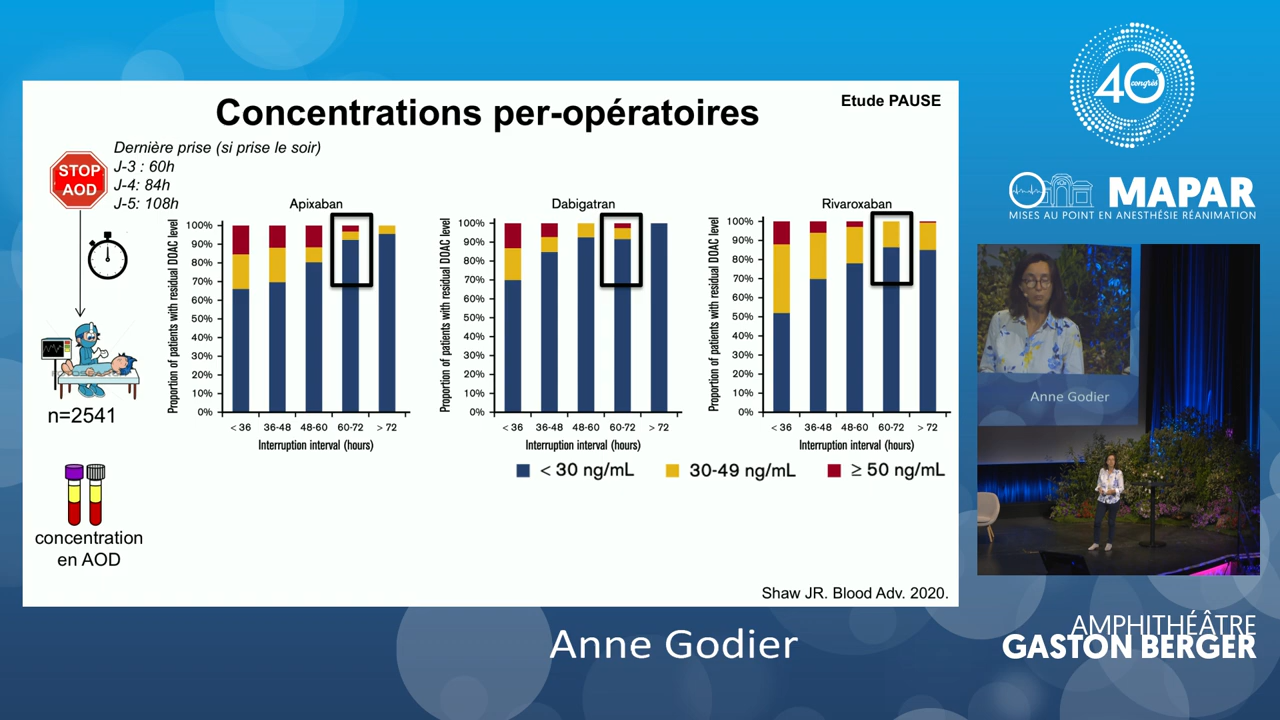 Concentrations per-opératoires
Etude PAUSE
STOP
AOD
Dernière prise (si prise le soir)
J-3 : 60h
J-4: 84h
J-5: 108h
n=2541
concentration
en AOD
Apixaban
Proportion of patients with residual DOAC level
100%
90%
80%
70%
60%
50%
40%
30%
20%
10%
0%
< 36
36-48
48-60
60-72
> 72
Interruption interval (hours)
Dabigatran
Proportion of patients with residual DOAC level
100%
90%
80%
70%
60%
50%
40%
30%
20%
10%
0%
< 36
36-48
48-60
60-72
> 72
Interruption interval (hours)
Rivaroxaban
Proportion of patients with residual DOAC level
100%
90%
80%
70%
60%
50%
40%
30%
20%
10%
0%
< 36
36-48
48-60
60-72
> 72
Interruption interval (hours)
< 30 ng/mL
30-49 ng/mL
≥ 50 ng/mL
Shaw JR. Blood Adv. 2020.
40e
congrès
MAPAR
MISES AU POINT EN ANESTHÉSIE RÉANIMATION
Anne Godier
Anne Godier
AMPHITHÉÂTRE
GASTON BERGER